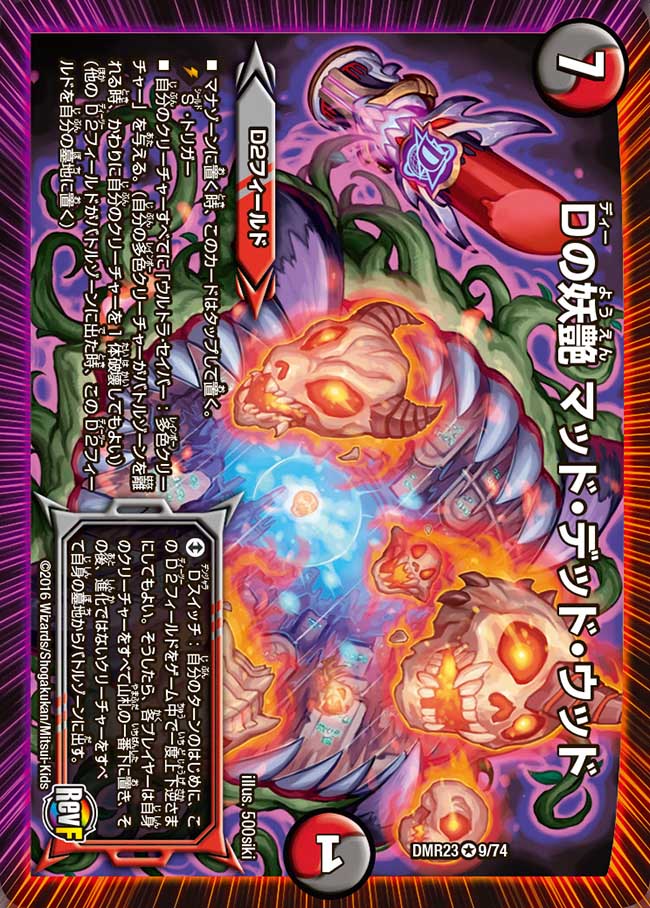 7
ディー ようえん
Dの妖艶 マッド・デッド・ウッド
D2フィールド
■ マナゾーンに置く時、このカードはタップして置く。
S・トリガー
■ 自分のクリーチャーすべてに「ウルトラ・セイバー：多色クリー
チャー」を与える。(自分の多色クリーチャーがバトルゾーンを離
れる時、かわりに自分のクリーチャーを1体破壊してもよい)
(他のD2フィールドがバトルゾーンに出た時、このD2フィー
ルドを自分の墓地に置く)
Dスイッチ：自分のターンのはじめに、こ
のD2フィールドをゲーム中で一度上下逆さま
にしてもよい。そうしたら、各プレイヤーは自身
のクリーチャーをすべて山札の一番下に置き、そ
の後、進化ではないクリーチャーをすべ
て自身の墓地からバトルゾーンに出す。
RevF
©2016 Wizards/Shogakukan/Mitsui-Kids
illus. 500siki
1
DMR23 9/74